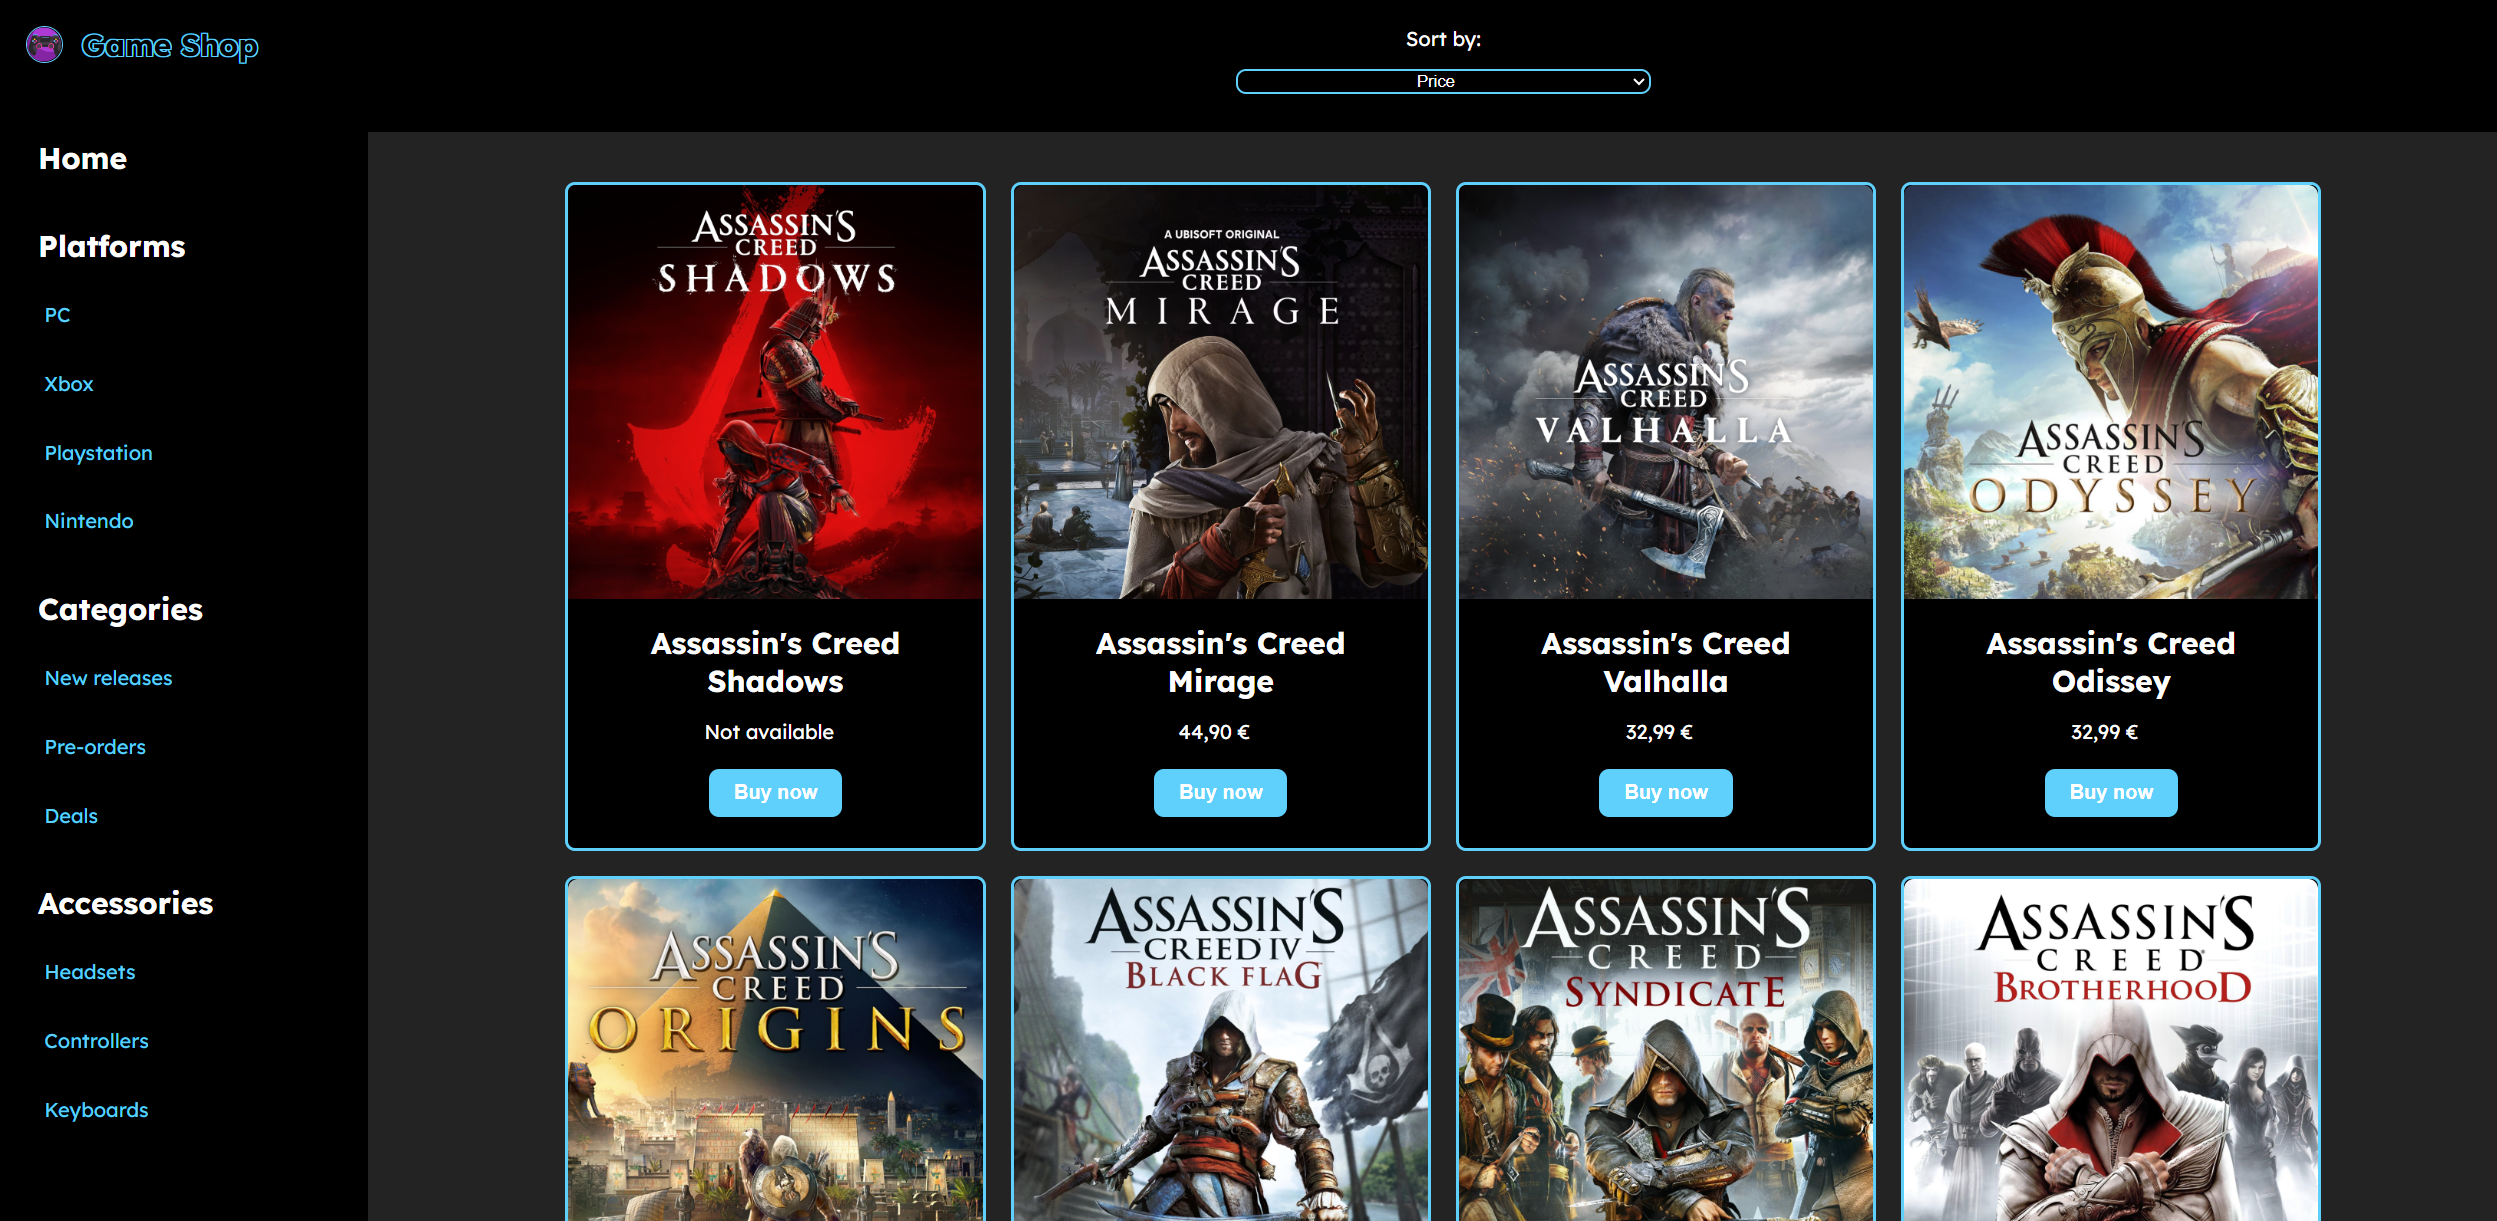 Game Shop
Sort by:
Price
Home
Platforms
PC
Xbox
Playstation
Nintendo
Categories
New releases
Pre-orders
Deals
Accessories
Headsets
Controllers
Keyboards
ASSASSIN'S
CREED
SHADOWS
Assassin's Creed
Shadows
Not available
Buy now
A UBISOFT ORIGINAL
ASSASSIN'S
CREED
MIRAGE
Assassin's Creed
Mirage
44,90 €
Buy now
ASSASSIN'S
CREED
VALHALLA
Assassin's Creed
Valhalla
32,99 €
Buy now
ASSASSIN'S
CREED
ODYSSEY
Assassin's Creed
Odissey
32,99 €
Buy now
ASSASSIN'S
CREED
ORIGINS
ASSASSIN'S
CREED IV
BLACK FLAG
ASSASSIN'S
CREED
SYNDICATE
ASSASSIN'S
CREED
BROTHERHOOD